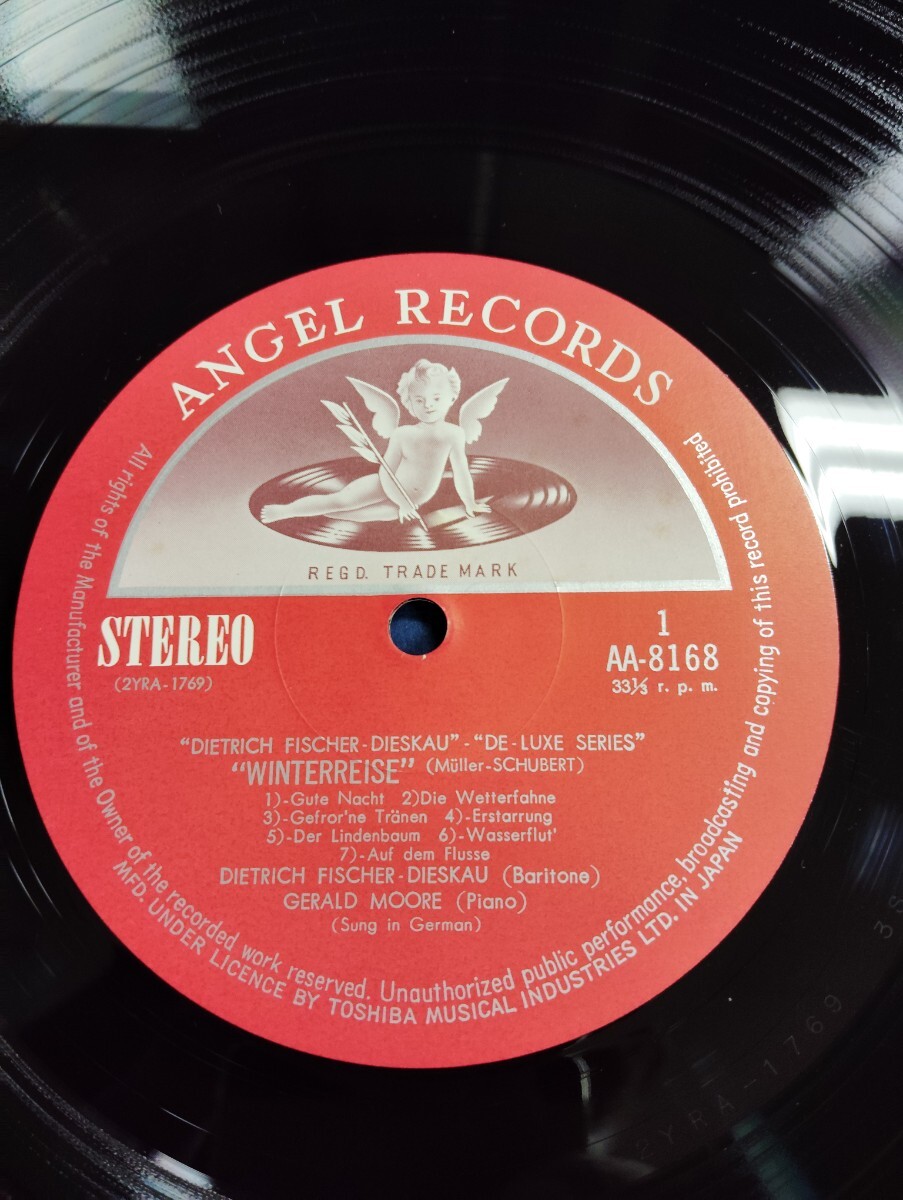 ANGEL RECORDS
REGD. TRADE MARK
STEREO
(2YRA-1769)
1
AA-8168
33⅓ r. p. m.
"DIETRICH FISCHER-DIESKAU"-"DE-LUXE SERIES"
"WINTERREISE" (Müller-SCHUBERT)
1)-Gute Nacht 2)Die Wetterfahne
3)-Gefror'ne Tränen 4)-Erstarrung
5)-Der Lindenbaum 6)-Wasserflut'
7)-Auf dem Flusse
DIETRICH FISCHER-DIESKAU (Baritone)
GERALD MOORE (Piano)
(Sung in German)
All rights of the Manufacturer and of the Owner of the recorded work reserved. Unauthorized public performance, broadcasting and copying of this record prohibited
MFD. UNDER LICENCE BY TOSHIBA MUSICAL INDUSTRIES LTD. IN JAPAN
2YRA-1769